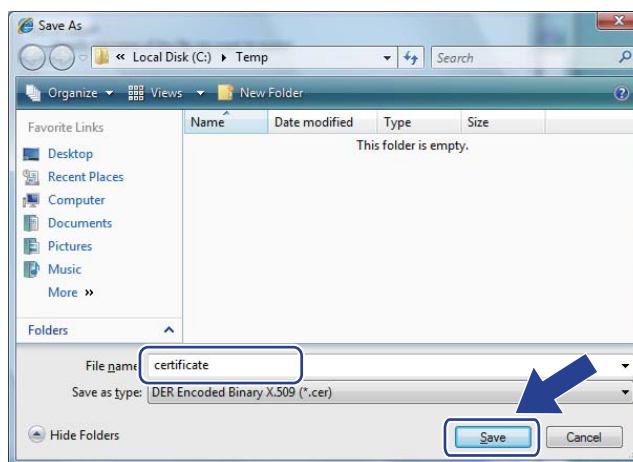 Save As
« Local Disk (C:) ▸ Temp
Search
Organize Views New Folder
Favorite Links
Desktop
Recent Places
Computer
Documents
Pictures
Music
More »
Folders
Name Date modified Type Size
This folder is empty.
File name: certificate
Save as type: DER Encoded Binary X.509 (*.cer)
Hide Folders
Save
Cancel